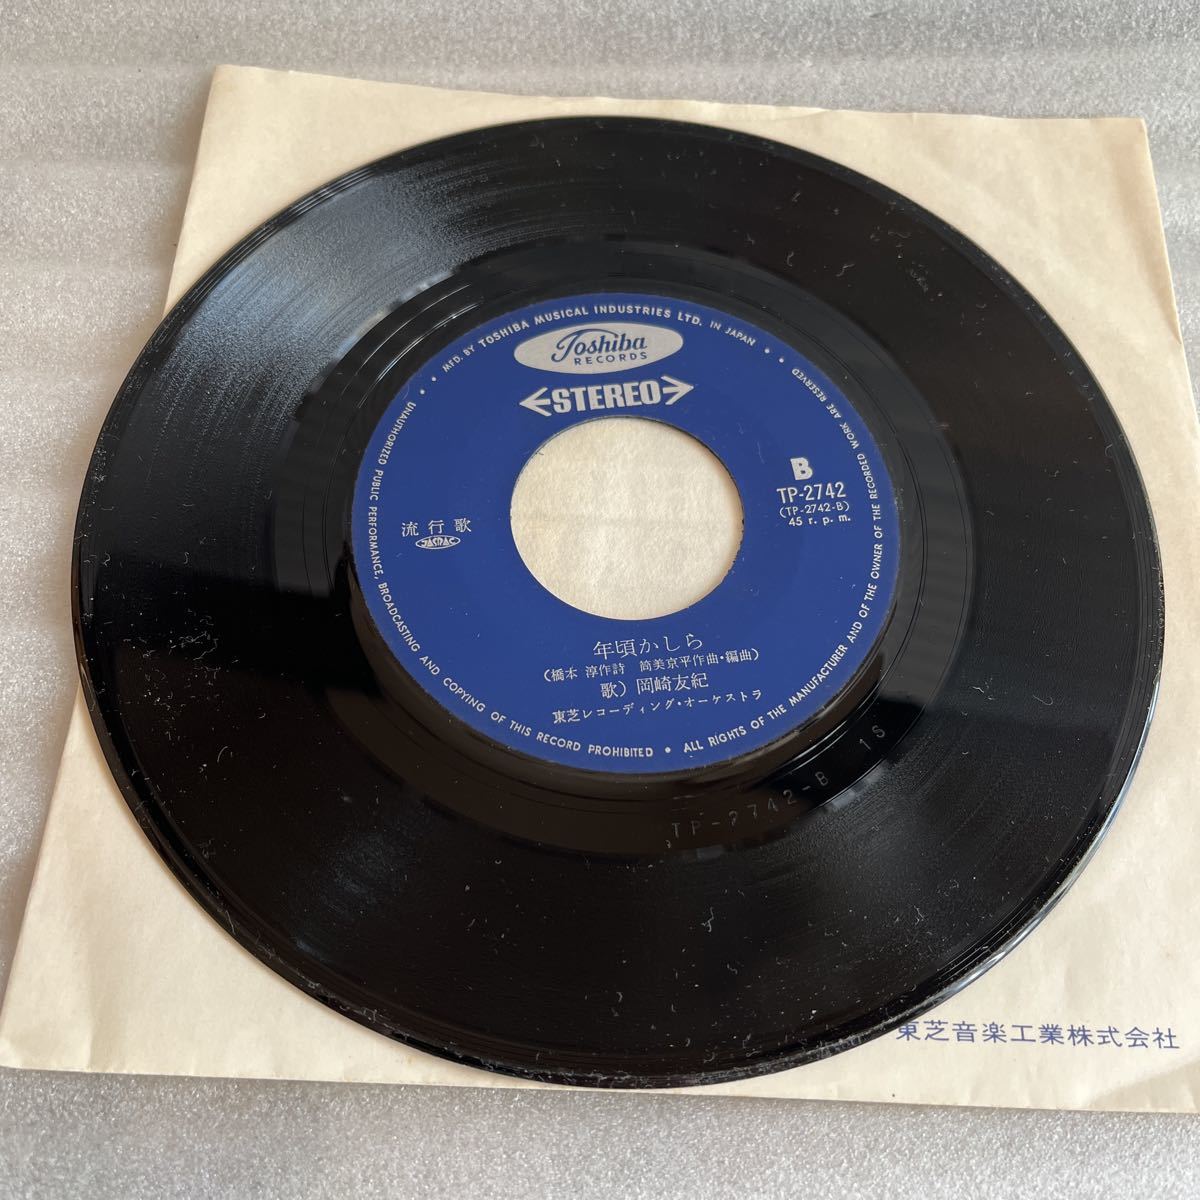 MFD. BY TOSHIBA MUSICAL INDUSTRIES LTD. IN JAPAN
Toshiba
RECORDS
STEREO
B
TP-2742
(TP-2742-B)
45 r.p.m.
流行歌
JASRAC
年頃かしら
(橋本 淳作詩 筒美京平作曲・編曲)
歌) 岡崎友紀
東芝レコーディング・オーケストラ
UNAUTHORIZED PUBLIC PERFORMANCE, BROADCASTING AND COPYING OF THIS RECORD PROHIBITED • ALL RIGHTS OF THE MANUFACTURER AND OF THE OWNER OF THE RECORDED WORK ARE RESERVED
TP-2742-B 1S
東芝音楽工業株式会社